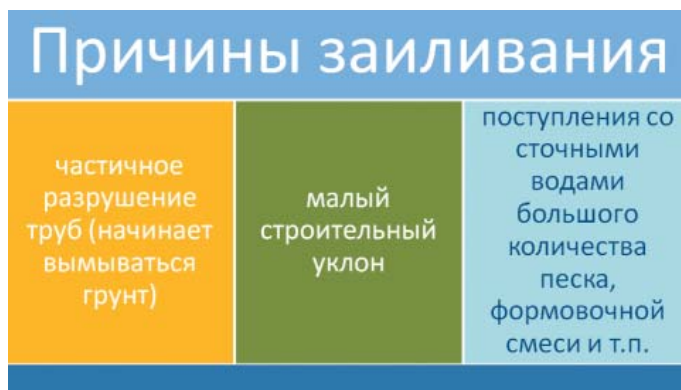 Причины заиливания
частичное
разрушение
труб (начинает
вымываться
грунт)
малый
строительный
уклон
поступления со
сточными
водами
большого
количества
песка,
формовочной
смеси и т.п.